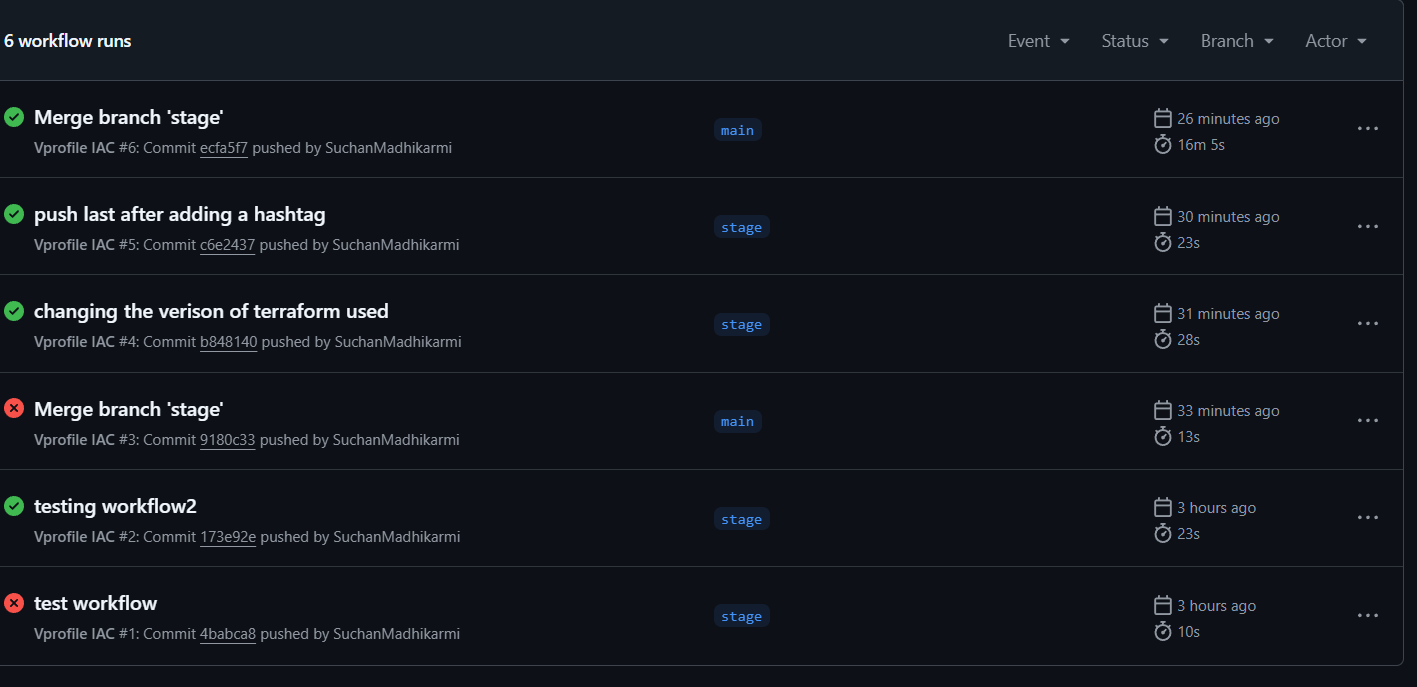 6 workflow runs
Event Status Branch Actor
Merge branch 'stage'
Vprofile IAC #6: Commit ecfa5f7 pushed by SuchanMadhikarmi
main
26 minutes ago
16m 5s
push last after adding a hashtag
Vprofile IAC #5: Commit c6e2437 pushed by SuchanMadhikarmi
stage
30 minutes ago
23s
changing the verison of terraform used
Vprofile IAC #4: Commit b848140 pushed by SuchanMadhikarmi
stage
31 minutes ago
28s
Merge branch 'stage'
Vprofile IAC #3: Commit 9180c33 pushed by SuchanMadhikarmi
main
33 minutes ago
13s
testing workflow2
Vprofile IAC #2: Commit 173e92e pushed by SuchanMadhikarmi
stage
3 hours ago
23s
test workflow
Vprofile IAC #1: Commit 4babca8 pushed by SuchanMadhikarmi
stage
3 hours ago
10s